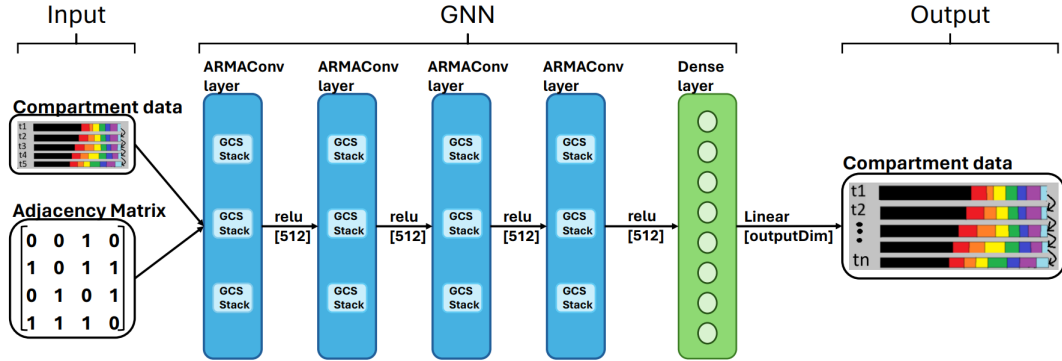 Input
GNN
Output
ARMAConv
layer
ARMAConv
layer
ARMAConv
layer
ARMAConv
layer
Dense
layer
Compartment data
t1
t2
t3
t4
t5
Adjacency Matrix
0 0 1 0
1 0 1 1
0 1 0 1
1 1 1 0
GCS
Stack
GCS
Stack
GCS
Stack
relu
[512]
GCS
Stack
GCS
Stack
GCS
Stack
relu
[512]
GCS
Stack
GCS
Stack
GCS
Stack
relu
[512]
GCS
Stack
GCS
Stack
GCS
Stack
relu
[512]
Linear
[outputDim]
Compartment data
t1
t2
tn